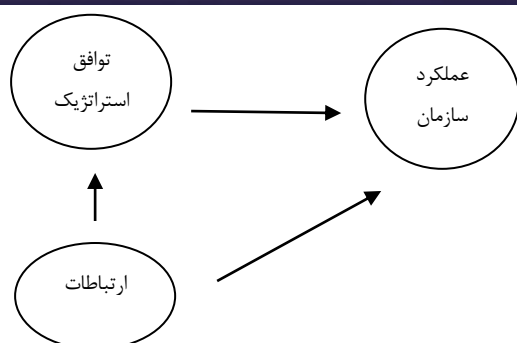 توافق
استراتژیک
عملکرد
سازمان
ارتباطات